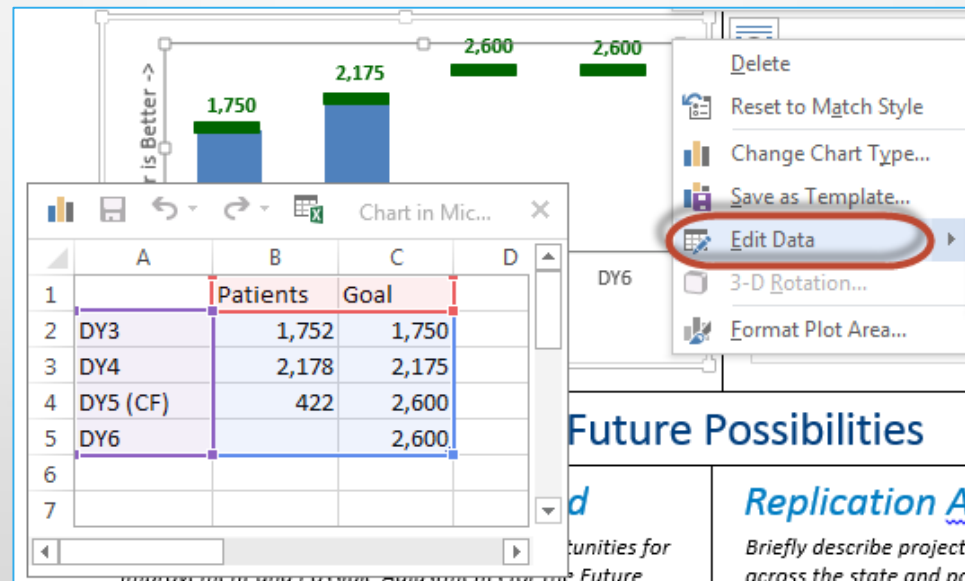 2,600 2,600
2,175
1,750
r is Better ->
Delete
Reset to Match Style
Change Chart Type...
Save as Template...
Edit Data
3-D Rotation...
Format Plot Area...
DY6
Chart in Mic...
A B C D
1 Patients Goal
2 DY3 1,752 1,750
3 DY4 2,178 2,175
4 DY5 (CF) 422 2,600
5 DY6 2,600
6
7
Future Possibilities
d
Replication A
tunities for
Briefly describe project
e Future
across the state and po